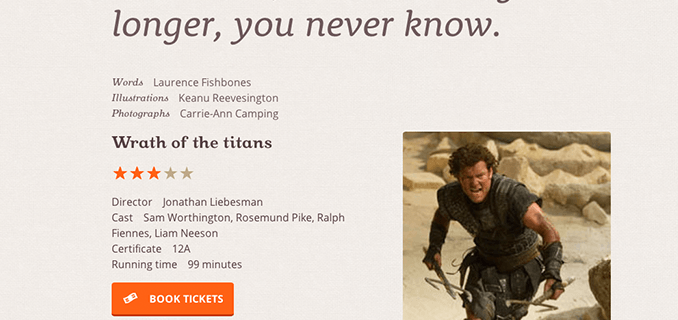 longer, you never know.
Words Laurence Fishbones
Illustrations Keanu Reevesington
Photographs Carrie-Ann Camping
Wrath of the titans
Director Jonathan Liebesman
Cast Sam Worthington, Rosemund Pike, Ralph
Fiennes, Liam Neeson
Certificate 12A
Running time 99 minutes
BOOK TICKETS